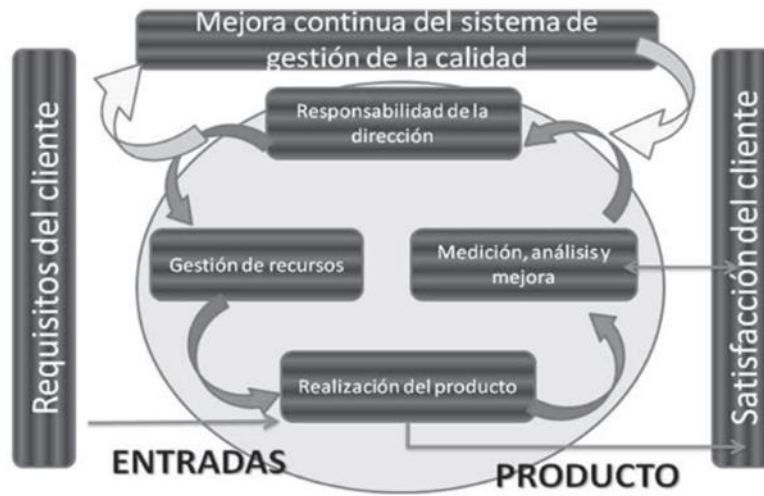 Mejora continua del sistema de
gestión de la calidad
Requisitos del cliente
Responsabilidad de la
dirección
Satisfacción del cliente
Gestión de recursos
Medición, análisis y
mejora
Realización del producto
ENTRADAS
PRODUCTO